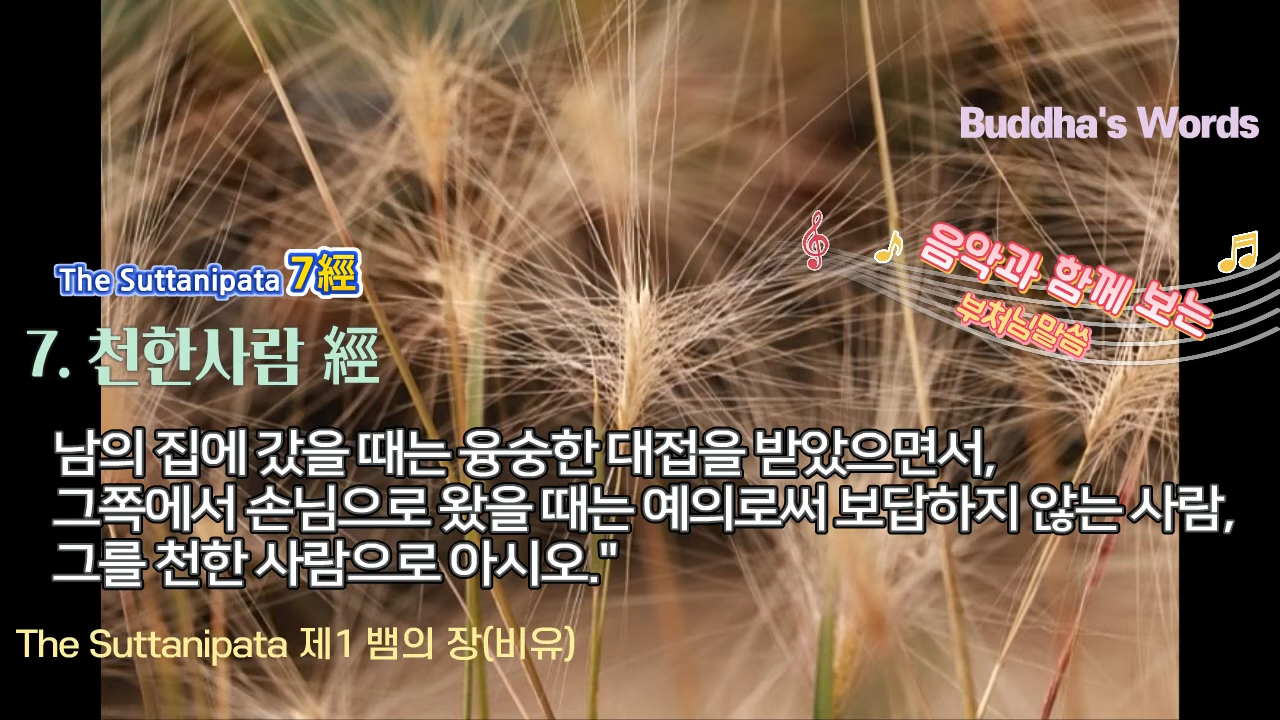 Buddha's Words
음악과 함께 보는
부처님말씀
The Suttanipata 7經
7. 천한사람 經
남의 집에 갔을 때는 융숭한 대접을 받았으면서,
그쪽에서 손님으로 왔을 때는 예의로써 보답하지 않는 사람,
그를 천한 사람으로 아시오."
The Suttanipata 제1 뱀의 장(비유)